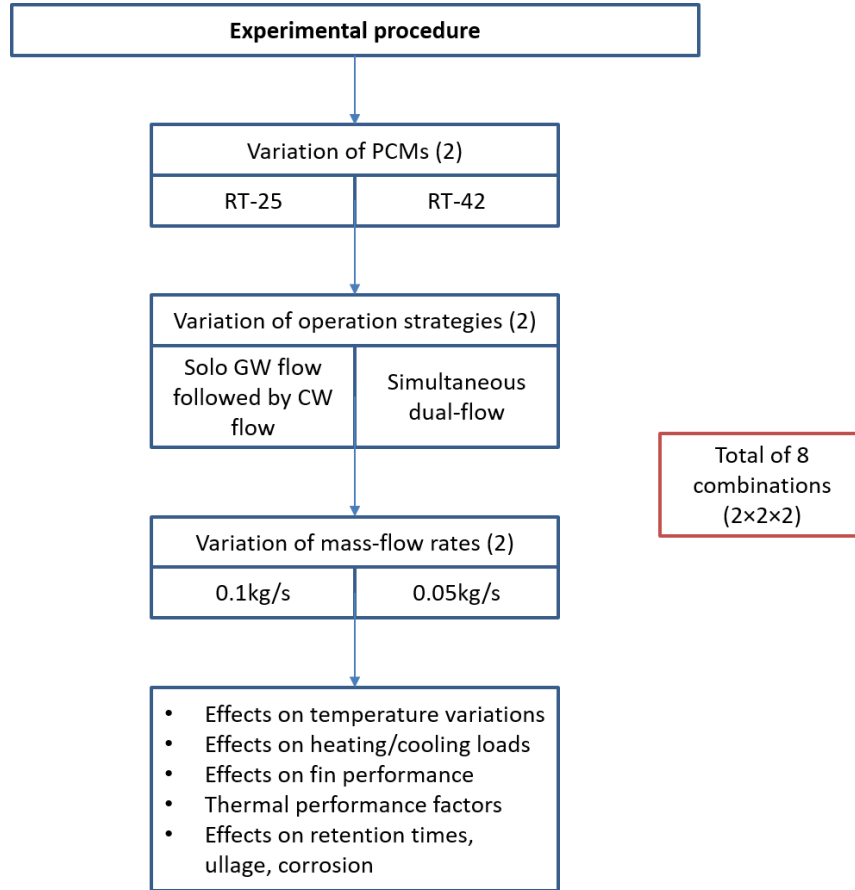 Experimental procedure
Variation of PCMs (2)
RT-25
RT-42
Variation of operation strategies (2)
Solo GW flow
followed by CW
flow
Simultaneous
dual-flow
Total of 8
combinations
(2×2×2)
Variation of mass-flow rates (2)
0.1kg/s
0.05kg/s
• Effects on temperature variations
• Effects on heating/cooling loads
• Effects on fin performance
• Thermal performance factors
• Effects on retention times,
ullage, corrosion